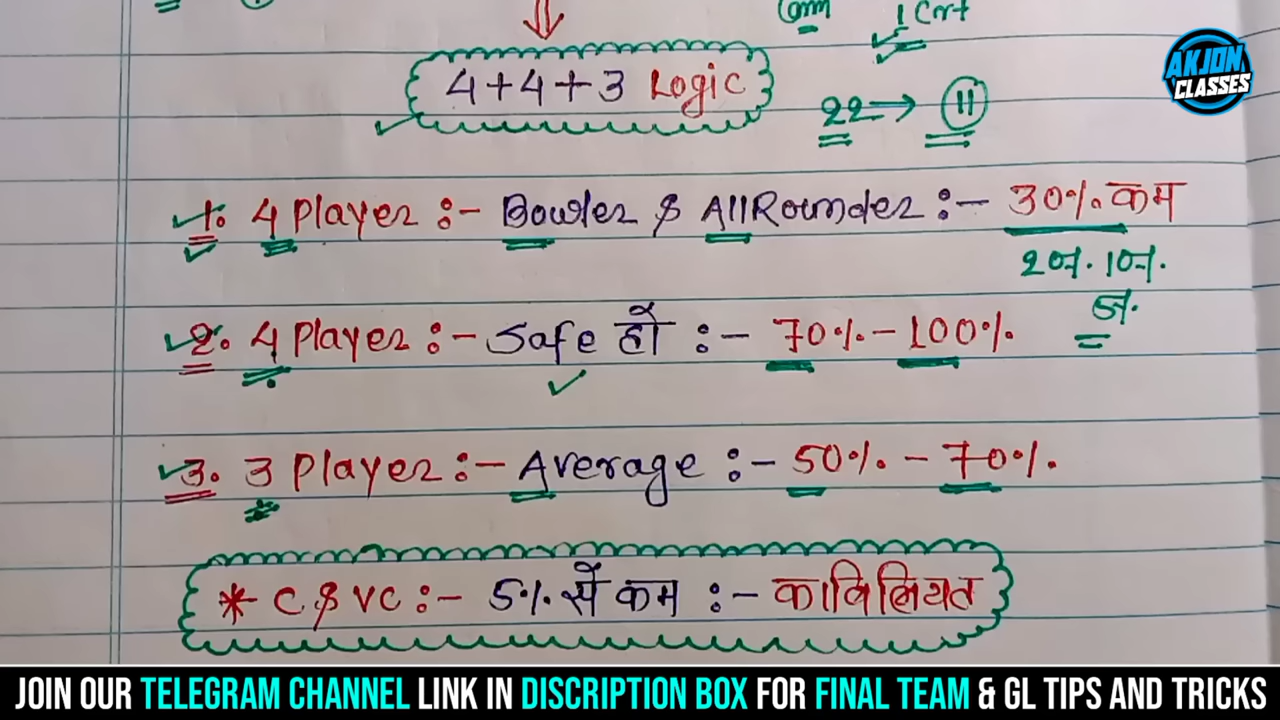 1 Cr र्न
AKJON
CLASSES
4+4+3 Logic
22 → 11
1. 4 Player :- Bowler & AllRounder :- 30% कम
20%. 10%.
5%.
2. 4 Player :- Safe हो :- 70% - 100%.
3. 3 Player :- Average :- 50% - 70%.
* C & VC :- 5% सें कम :- काबिलियत
JOIN OUR TELEGRAM CHANNEL LINK IN DISCRIPTION BOX FOR FINAL TEAM & GL TIPS AND TRICKS